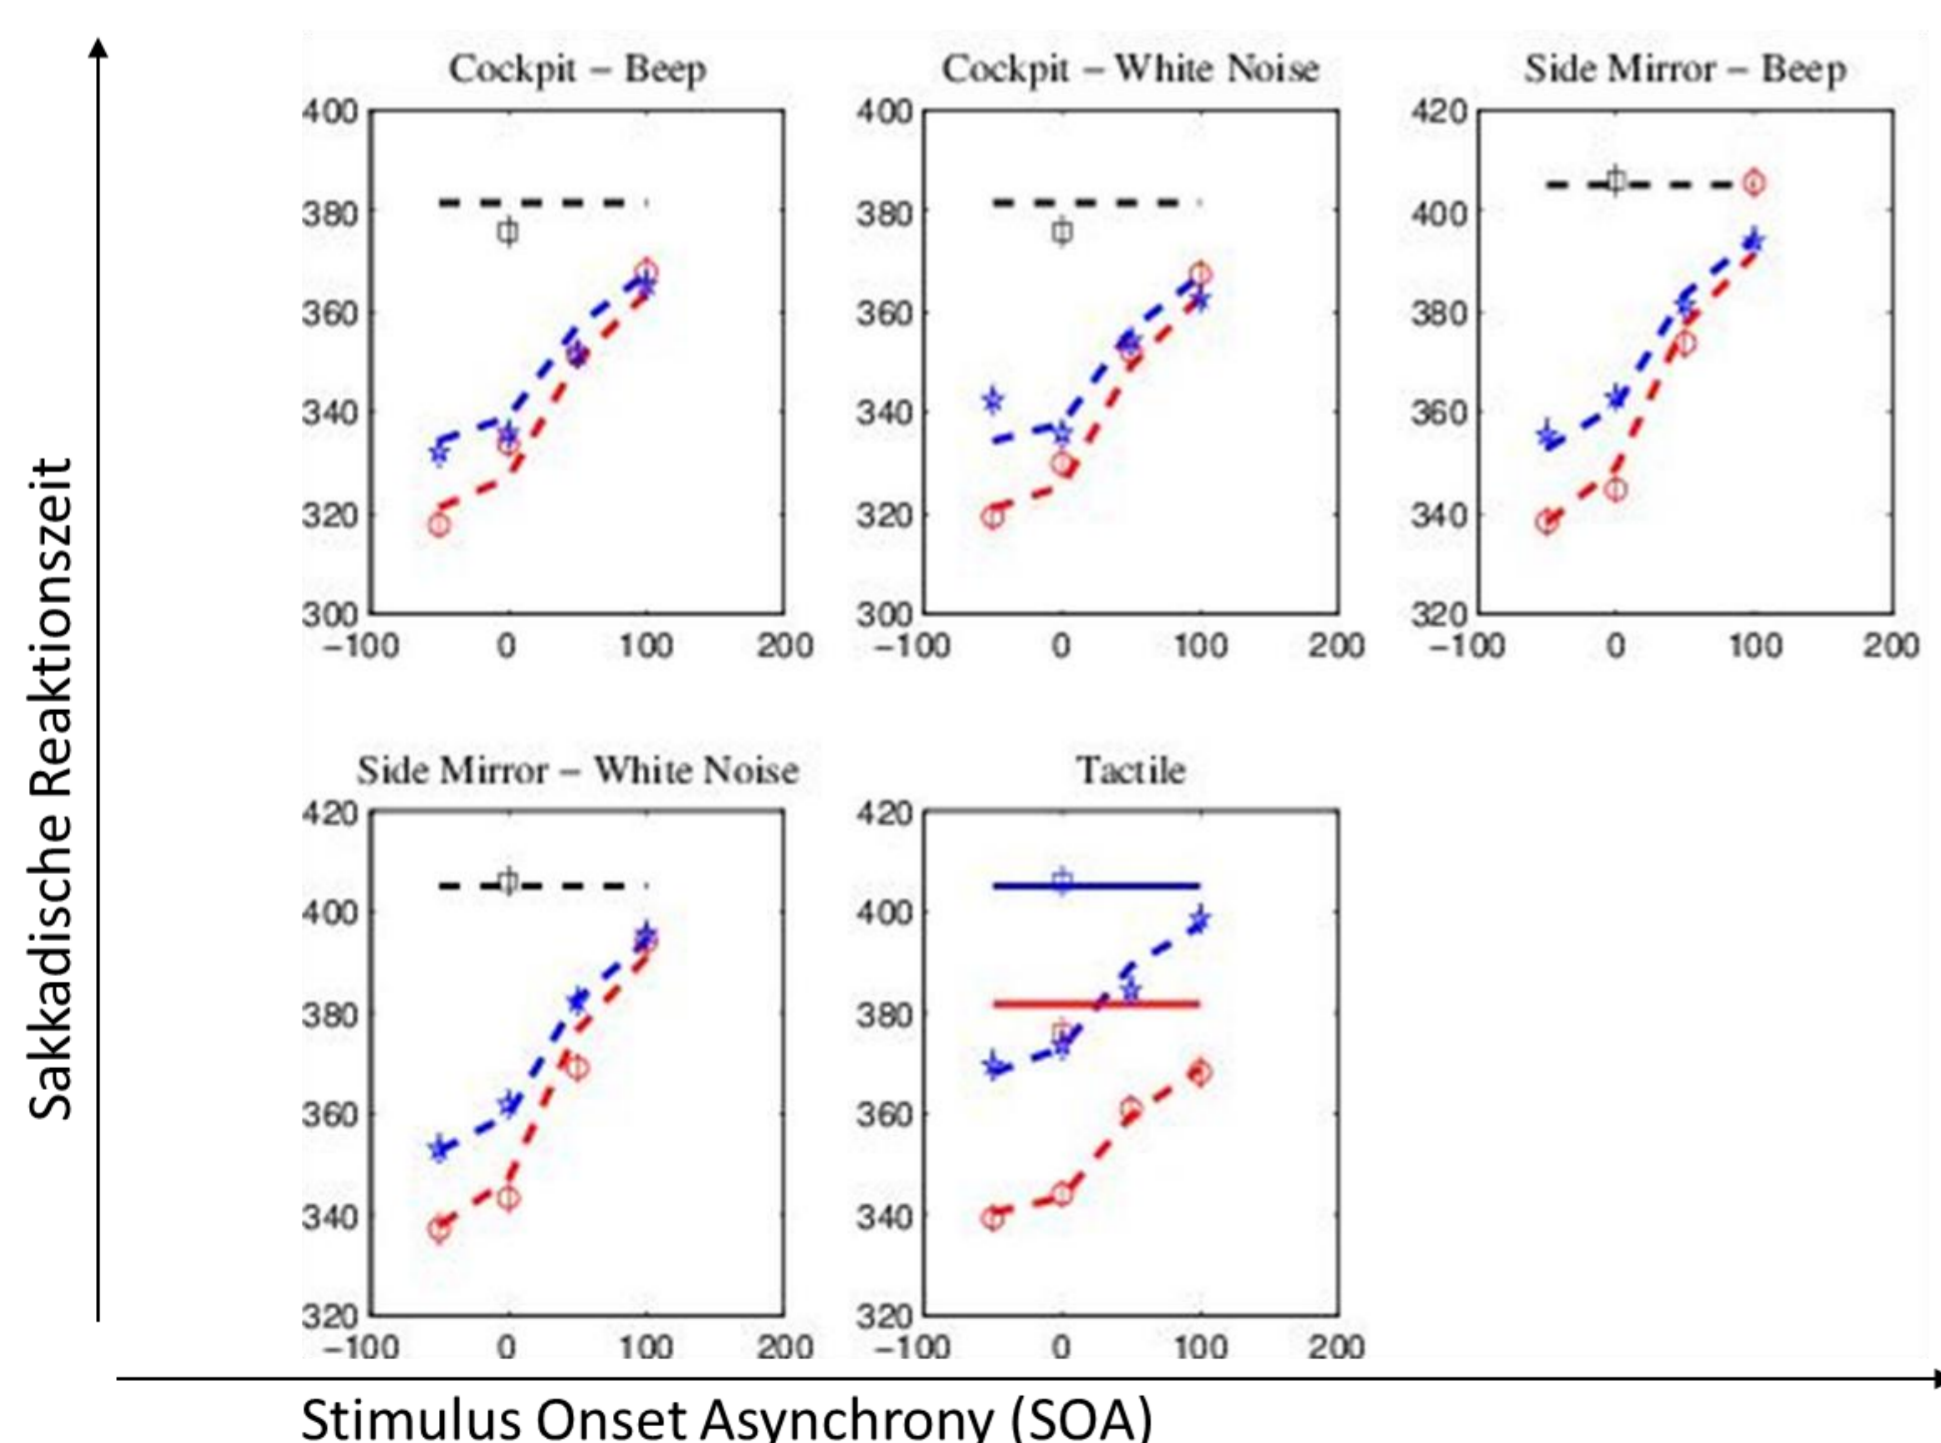 Cockpit – Beep
Cockpit – White Noise
Side Mirror – Beep
400
380
360
340
320
300
−100 0 100 200
400
380
360
340
320
300
−100 0 100 200
420
400
380
360
340
320
−100 0 100 200
Side Mirror – White Noise
Tactile
420
400
380
360
340
320
−100 0 100 200
420
400
380
360
340
320
−100 0 100 200
Sakkadische Reaktionszeit
Stimulus Onset Asynchrony (SOA)